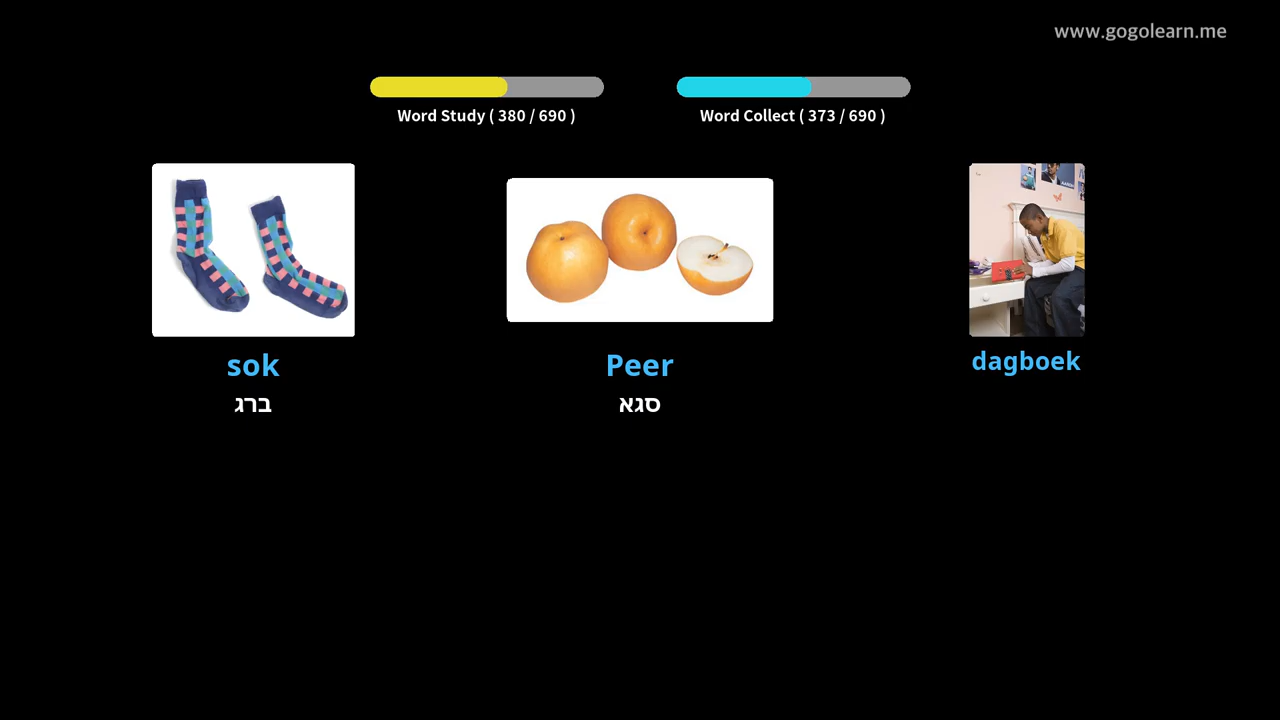 www.gogolearn.me
Word Study ( 380 / 690 )
Word Collect ( 373 / 690 )
sok
Peer
dagboek
ברג
סגא